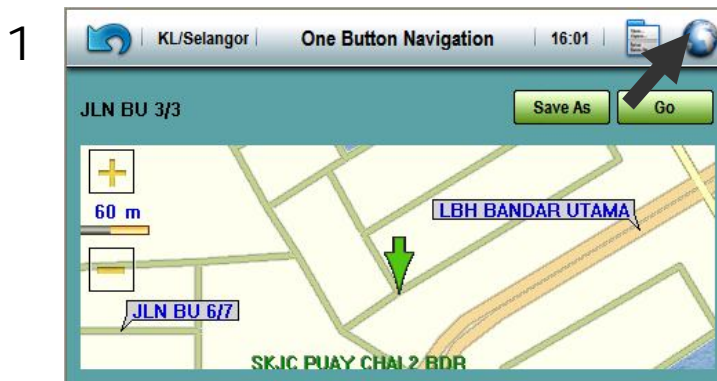 1
KL/Selangor One Button Navigation 16:01
JLN BU 3/3 Save As Go
60 m
LBH BANDAR UTAMA
JLN BU 6/7
SKJC PUAY CHAI 2 BDR